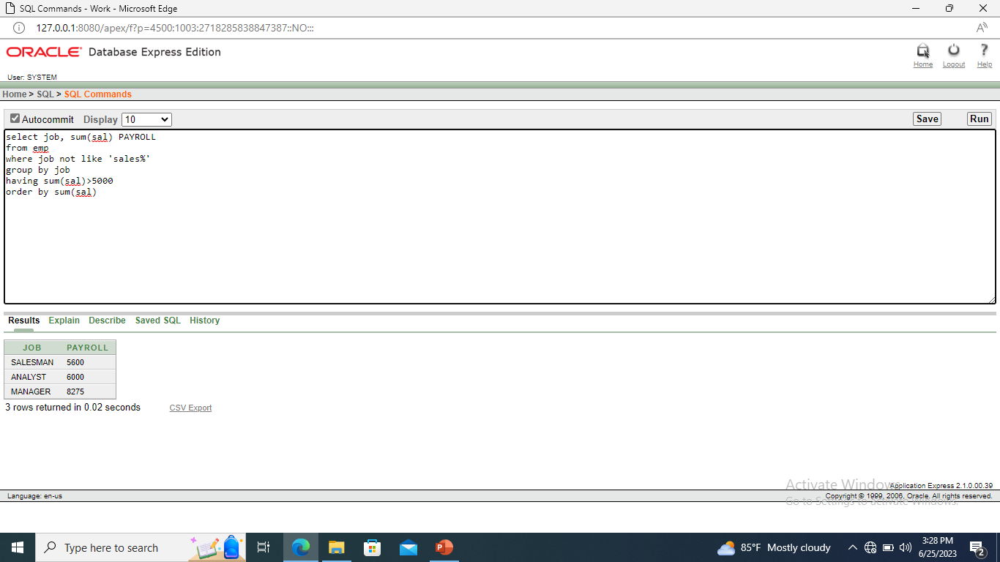 SQL Commands - Work - Microsoft Edge
127.0.0.1:8080/apex/f?p=4500:1003:2718285838847387::NO:::
ORACLE Database Express Edition
Home Logout Help
User: SYSTEM
Home > SQL > SQL Commands
Autocommit Display 10 Save Run
select job, sum(sal) PAYROLL
from emp
where job not like 'sales%'
group by job
having sum(sal)>5000
order by sum(sal)
Results Explain Describe Saved SQL History
JOB PAYROLL
SALESMAN 5600
ANALYST 6000
MANAGER 8275
3 rows returned in 0.02 seconds CSV Export
Activate Windows
Application Express 2.1.0.00.39
Language: en-us Copyright © 1999, 2006, Oracle. All rights reserved.
Go to Settings to activate Windows.
Type here to search
85°F Mostly cloudy
3:28 PM
6/25/2023
2